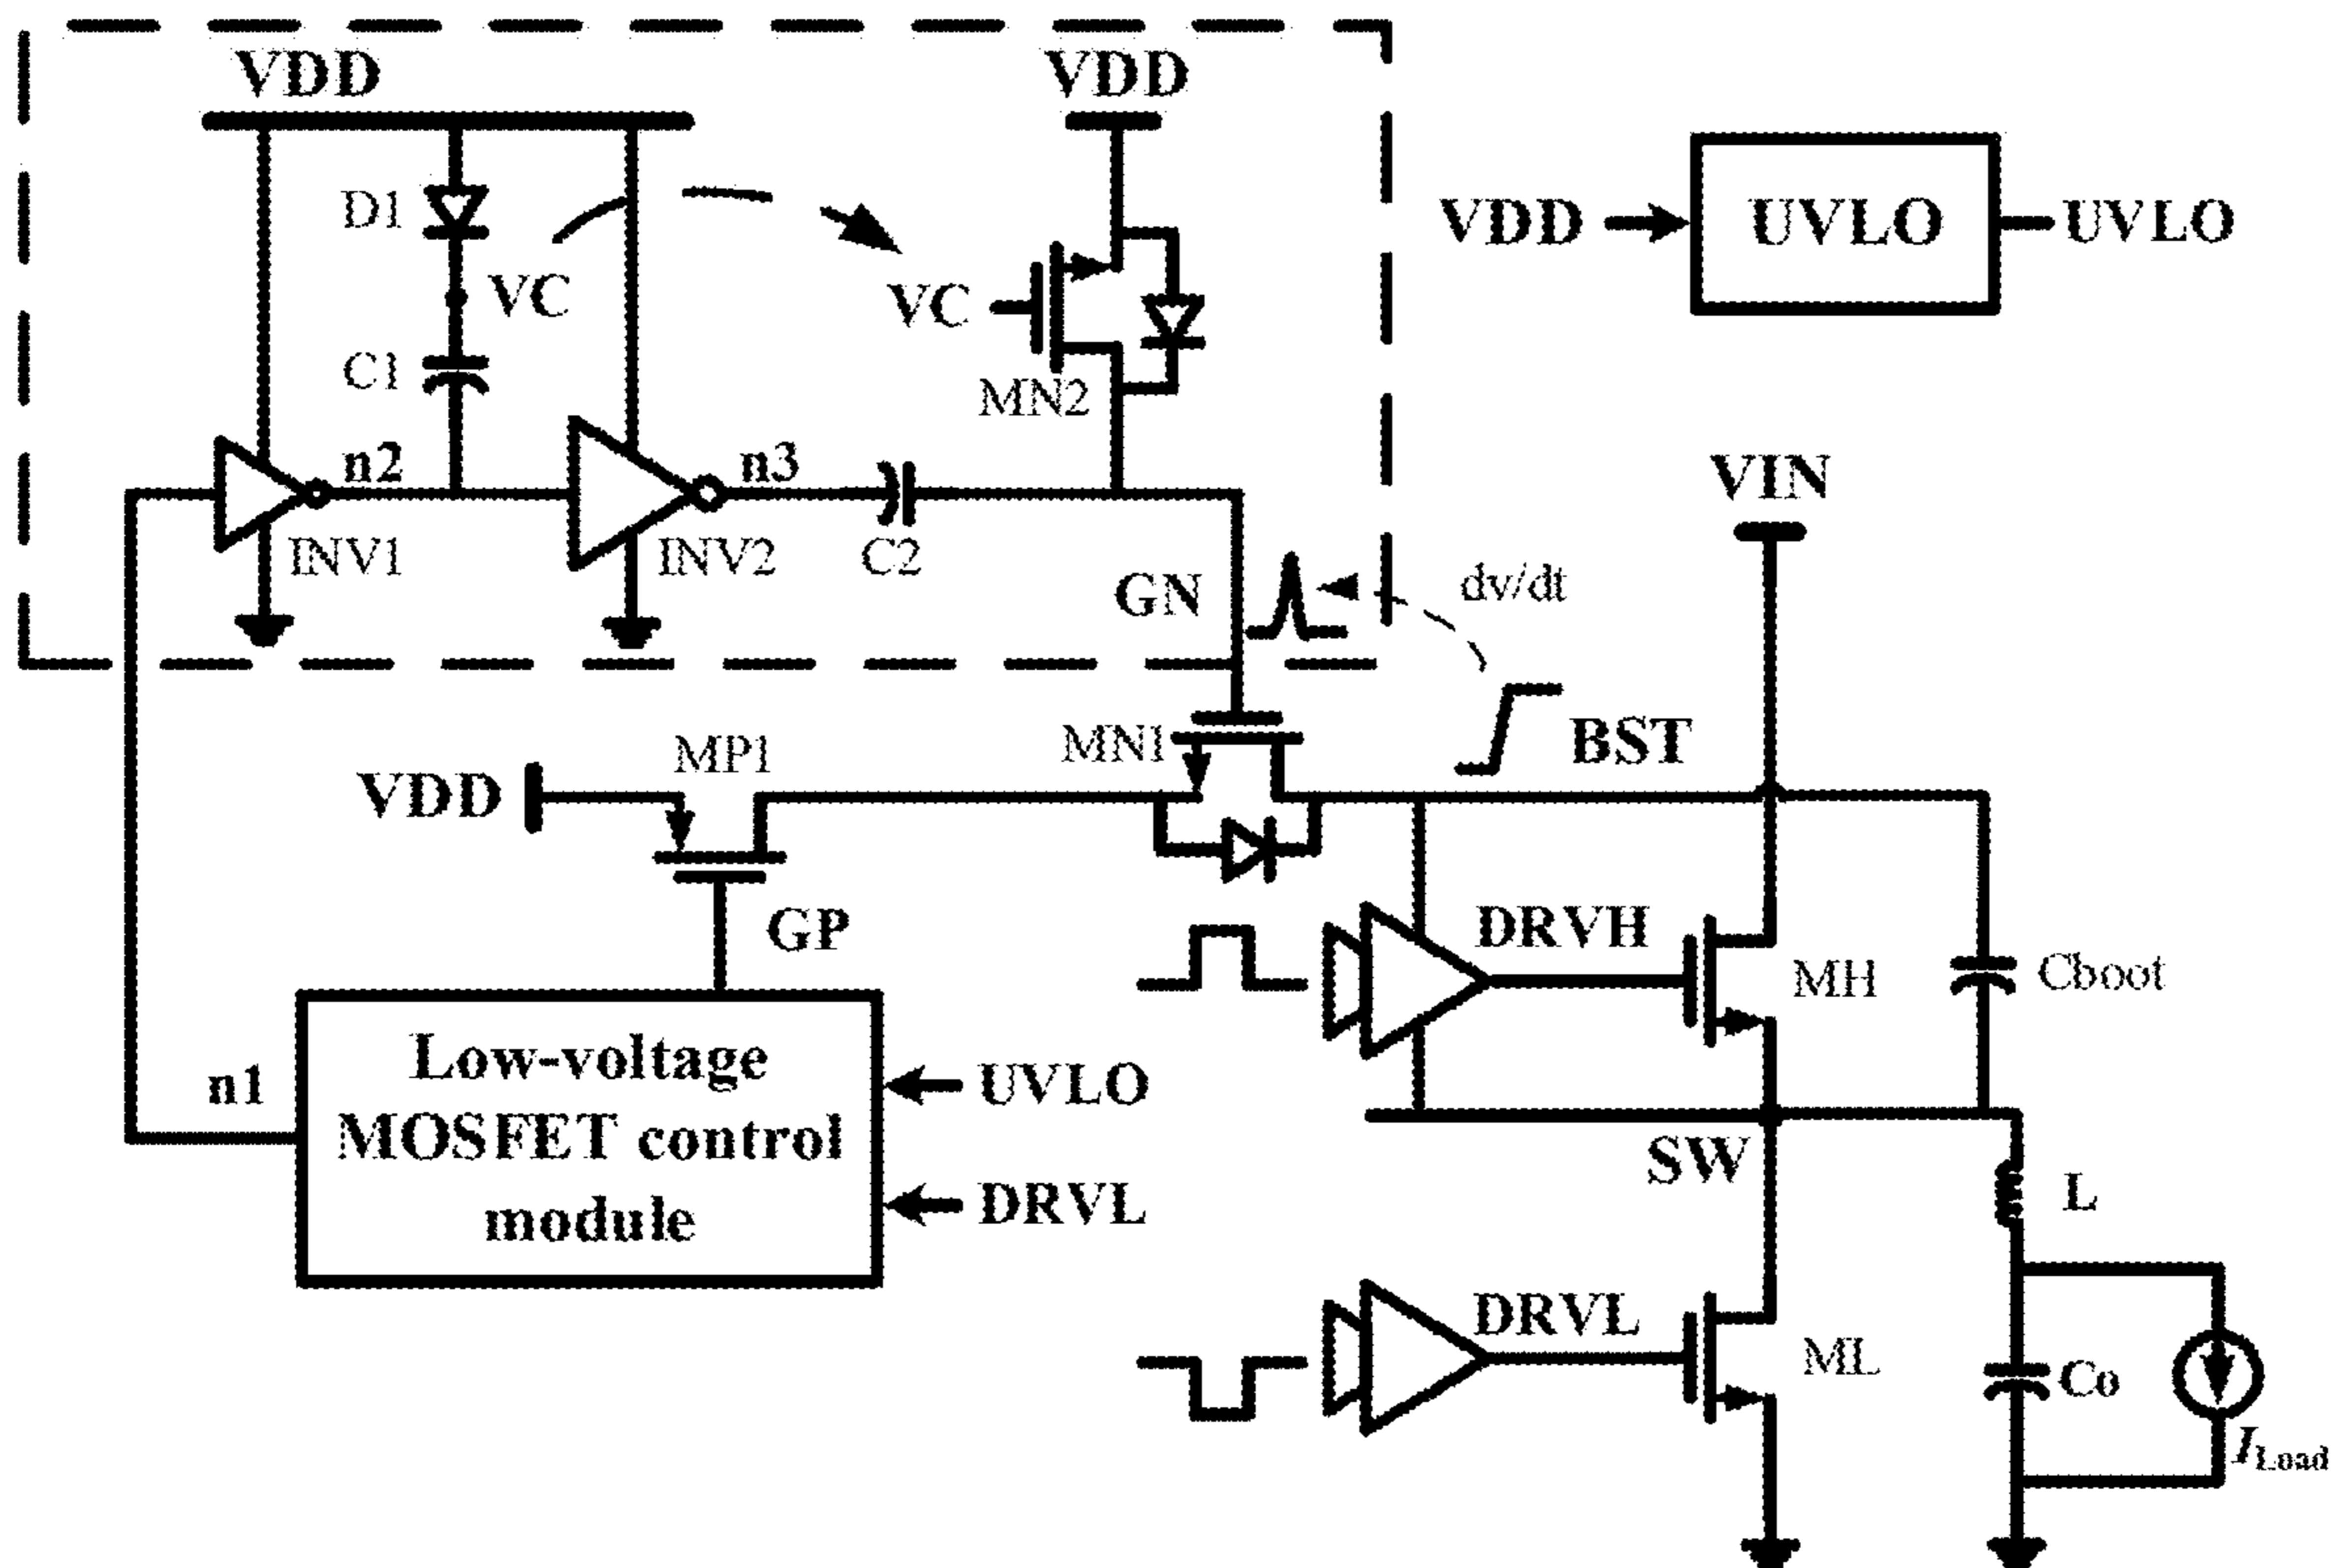 VDD
VDD
D1
VC
VC
C1
MN2
VDD
UVLO
UVLO
n2
n3
INV1
INV2
C2
VIN
GN
dv/dt
MP1
MN1
BST
VDD
GP
DRVH
MH
Cboot
n1
Low-voltage
MOSFET control
module
UVLO
DRVL
SW
L
DRVL
ML
Co
ILoad